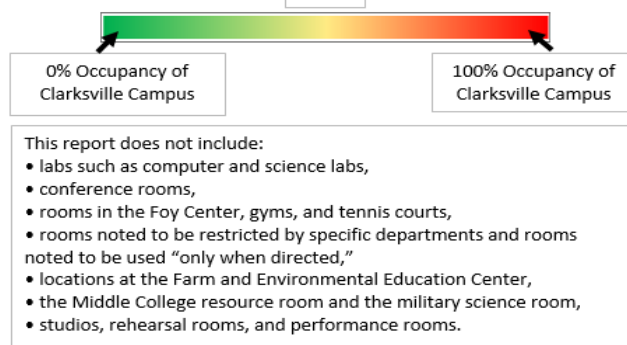 0% Occupancy of
Clarksville Campus
100% Occupancy of
Clarksville Campus
This report does not include:
• labs such as computer and science labs,
• conference rooms,
• rooms in the Foy Center, gyms, and tennis courts,
• rooms noted to be restricted by specific departments and rooms
noted to be used “only when directed,”
• locations at the Farm and Environmental Education Center,
• the Middle College resource room and the military science room,
• studios, rehearsal rooms, and performance rooms.